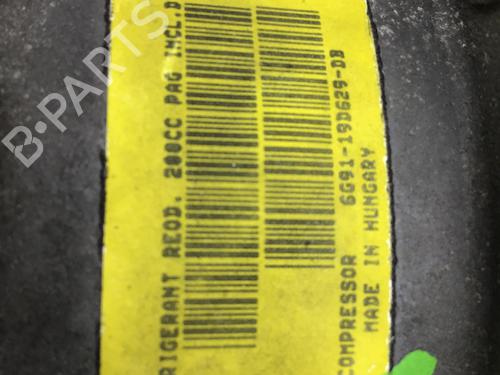 RIGERANT REQD. 200CC PAG INCL.D
COMPRESSOR 6G91-19D629-DB
MADE IN HUNGARY
B-PARTS